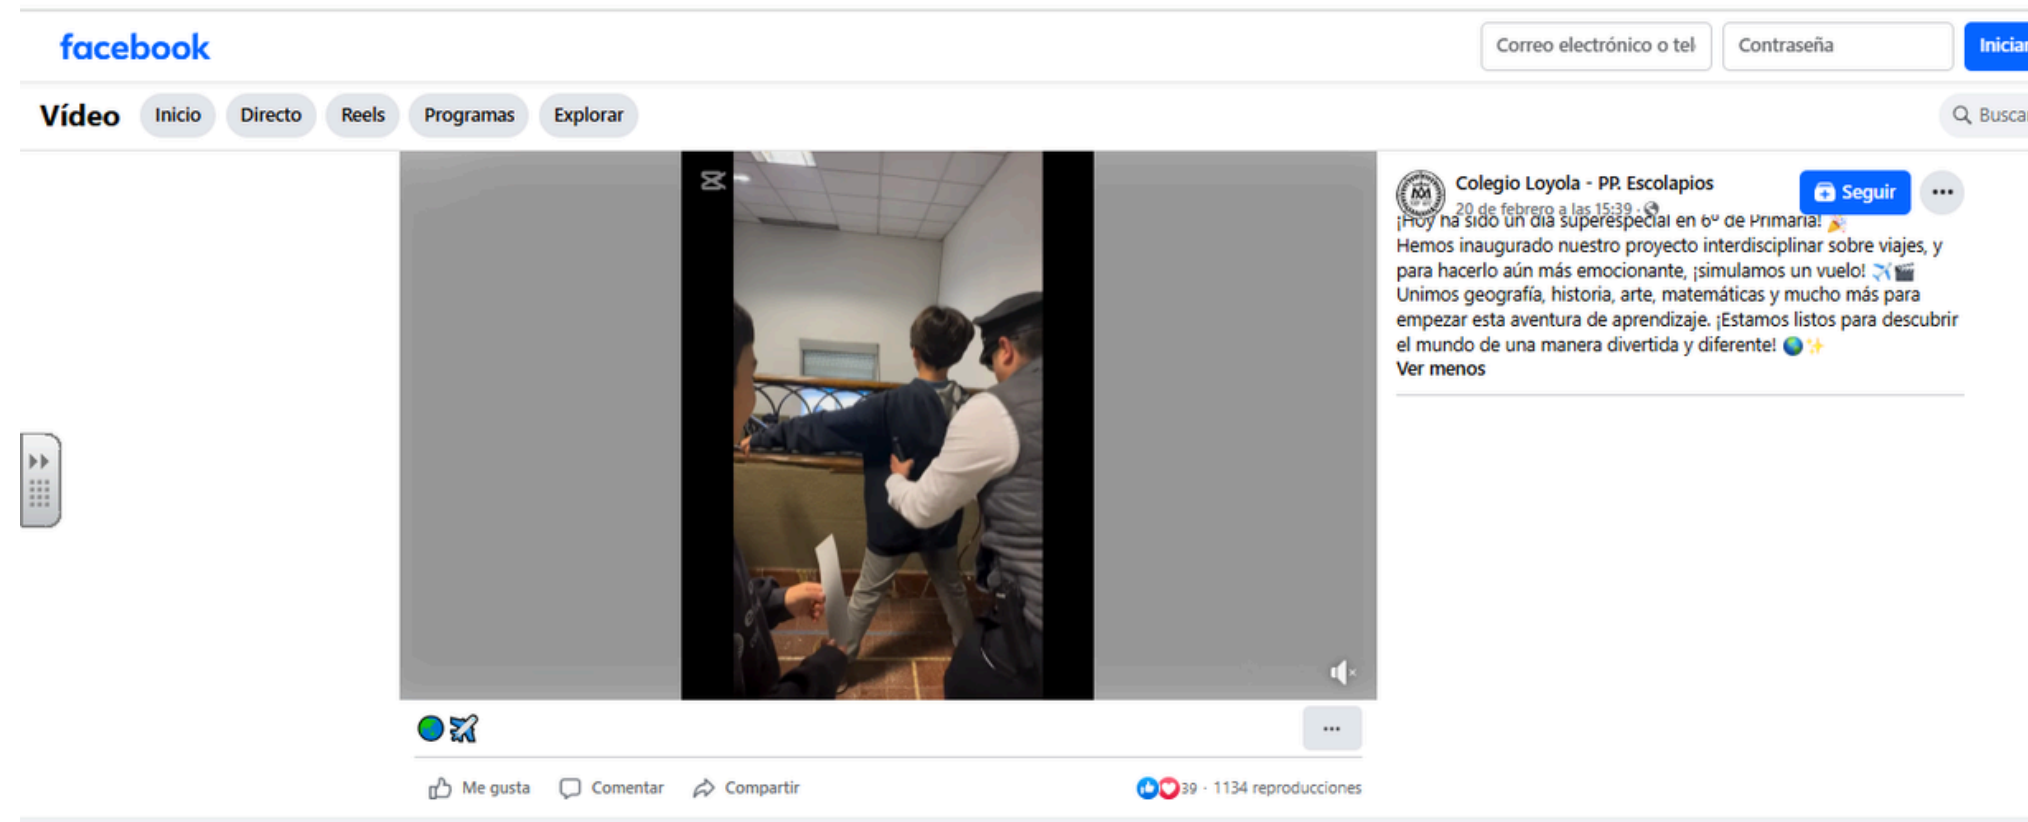 facebook
Correo electrónico o tel
Contraseña
Iniciar
Vídeo
Inicio
Directo
Reels
Programas
Explorar
Buscar
Colegio Loyola - PP. Escolapios
20 de febrero a las 15:39 ·
Seguir
¡Hoy ha sido un día superespecial en 6º de Primaria! 🎉
Hemos inaugurado nuestro proyecto interdisciplinar sobre viajes, y
para hacerlo aún más emocionante, ¡simulamos un vuelo! ✈️🎬
Unimos geografía, historia, arte, matemáticas y mucho más para
empezar esta aventura de aprendizaje. ¡Estamos listos para descubrir
el mundo de una manera divertida y diferente! 🌍✨
Ver menos
🌍✈️
Me gusta
Comentar
Compartir
39 · 1134 reproducciones